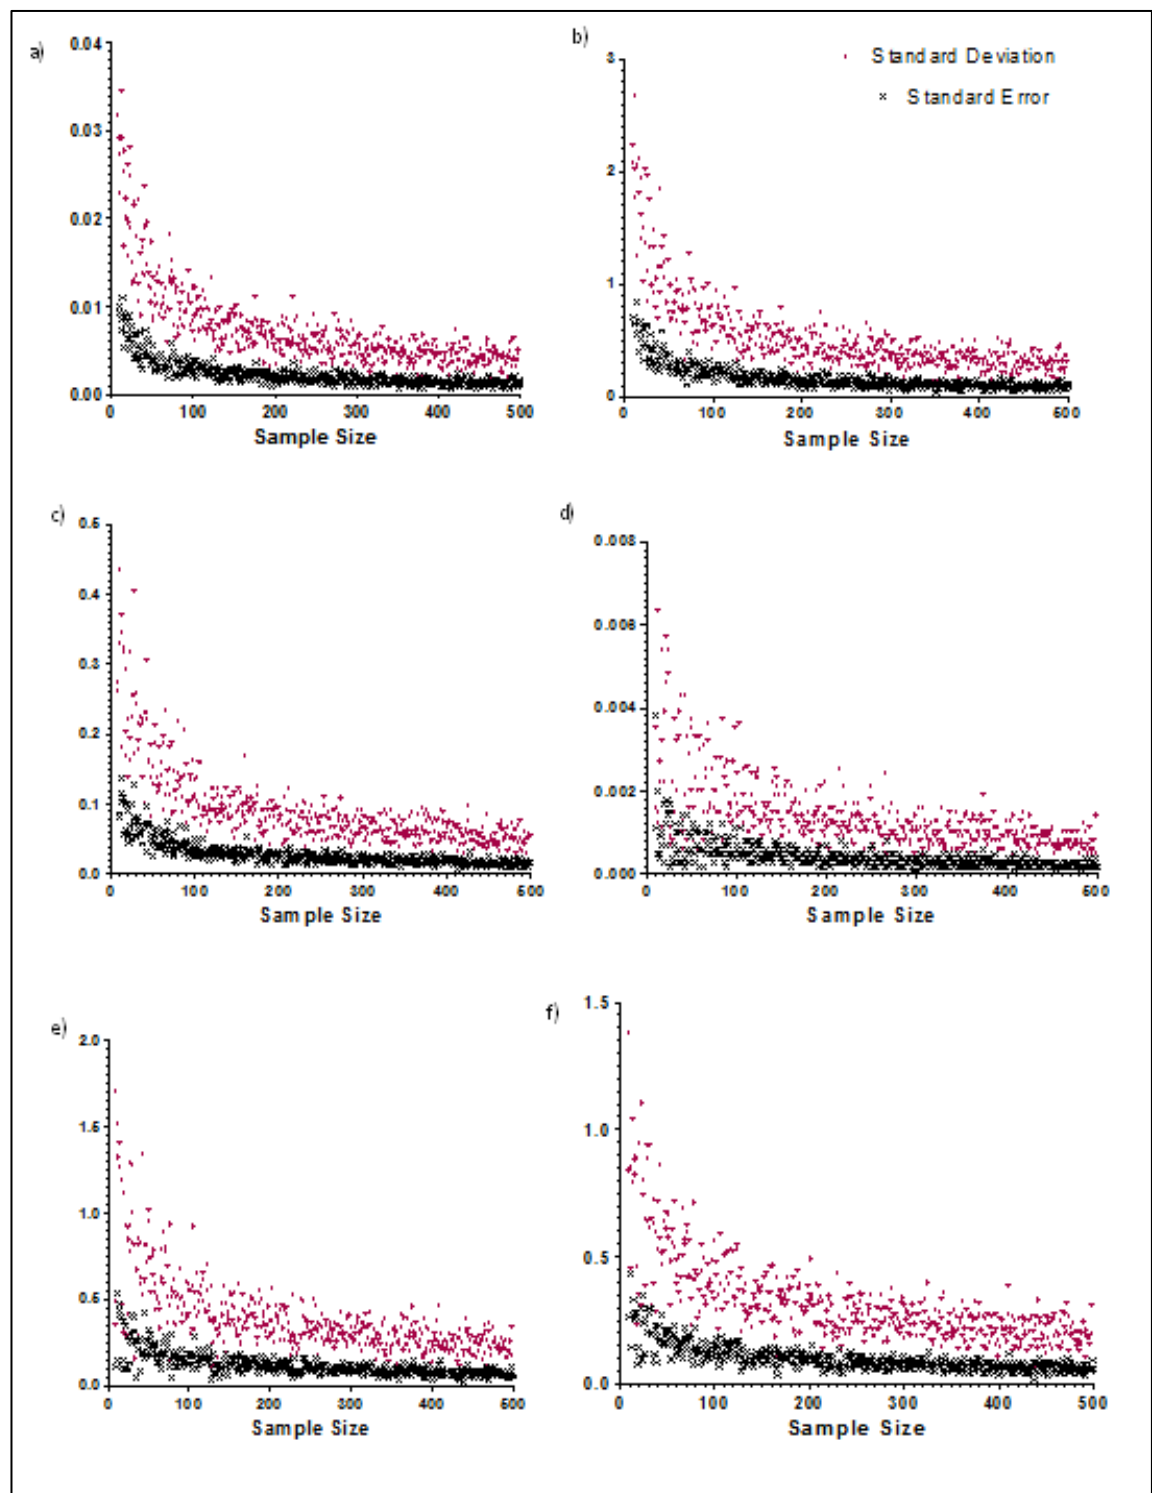 a)
0.04
0.03
0.02
0.01
0.00
0 100 200 300 400 500
Sample Size
b)
Standard Deviation
Standard Error
3
2
1
0
0 100 200 300 400 500
Sample Size
c)
0.5
0.4
0.3
0.2
0.1
0.0
0 100 200 300 400 500
Sample Size
d)
0.008
0.006
0.004
0.002
0.000
0 100 200 300 400 500
Sample Size
e)
2.0
1.5
1.0
0.5
0.0
0 100 200 300 400 500
Sample Size
f)
1.5
1.0
0.5
0.0
0 100 200 300 400 500
Sample Size